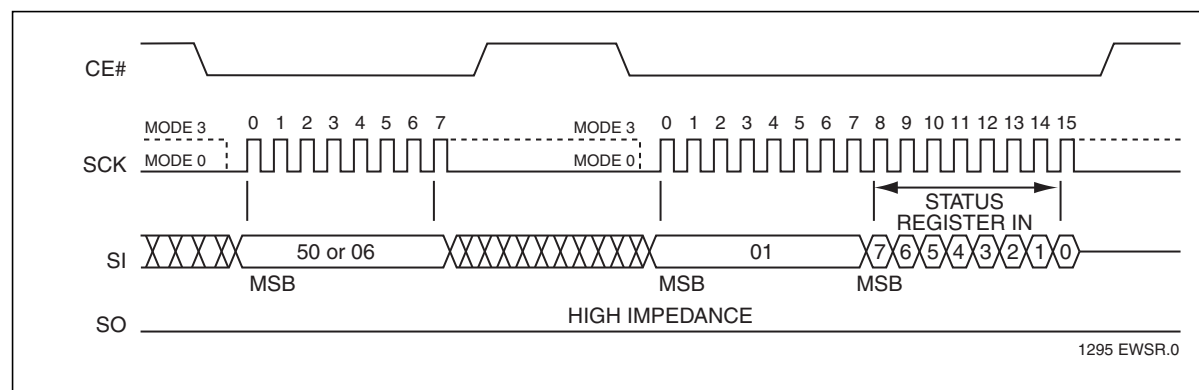 CE#
MODE 3 0 1 2 3 4 5 6 7 MODE 3 0 1 2 3 4 5 6 7 8 9 10 11 12 13 14 15
SCK MODE 0 MODE 0
STATUS
REGISTER IN
SI 50 or 06 01 7 6 5 4 3 2 1 0
MSB MSB MSB
SO HIGH IMPEDANCE
1295 EWSR.0